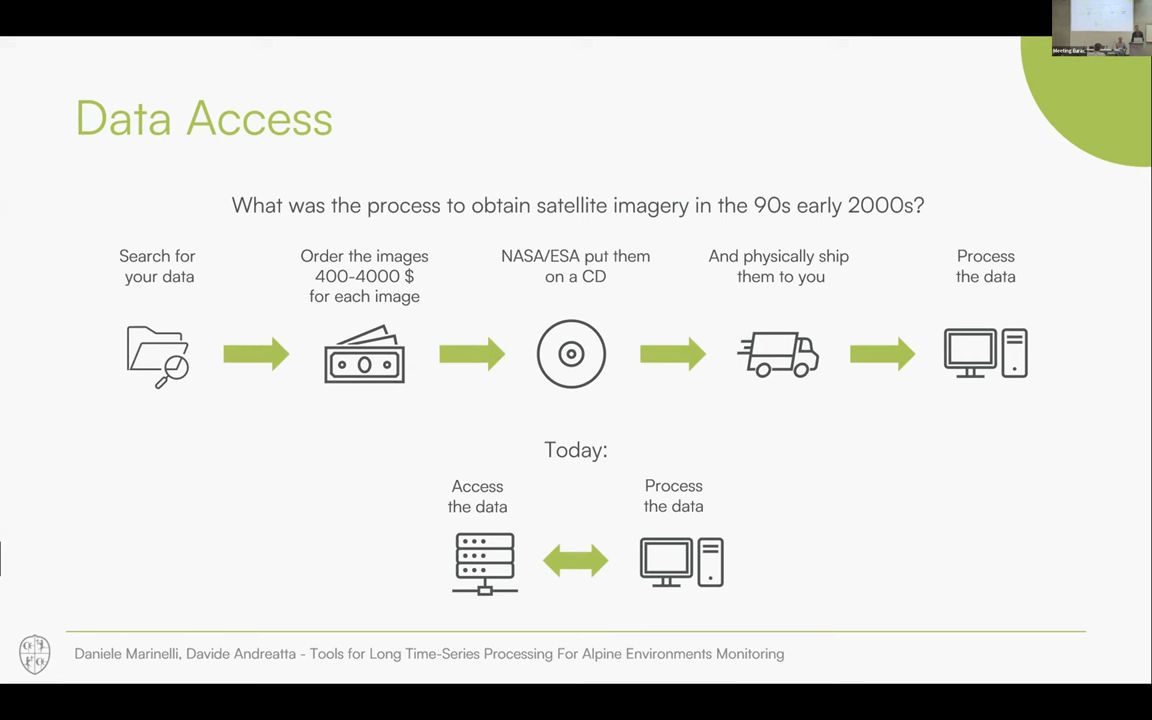 Meeting Eurac
Data Access
What was the process to obtain satellite imagery in the 90s early 2000s?
Search for
your data
Order the images
400-4000 $
for each image
NASA/ESA put them
on a CD
And physically ship
them to you
Process
the data
Today:
Access
the data
Process
the data
Daniele Marinelli, Davide Andreatta - Tools for Long Time-Series Processing For Alpine Environments Monitoring